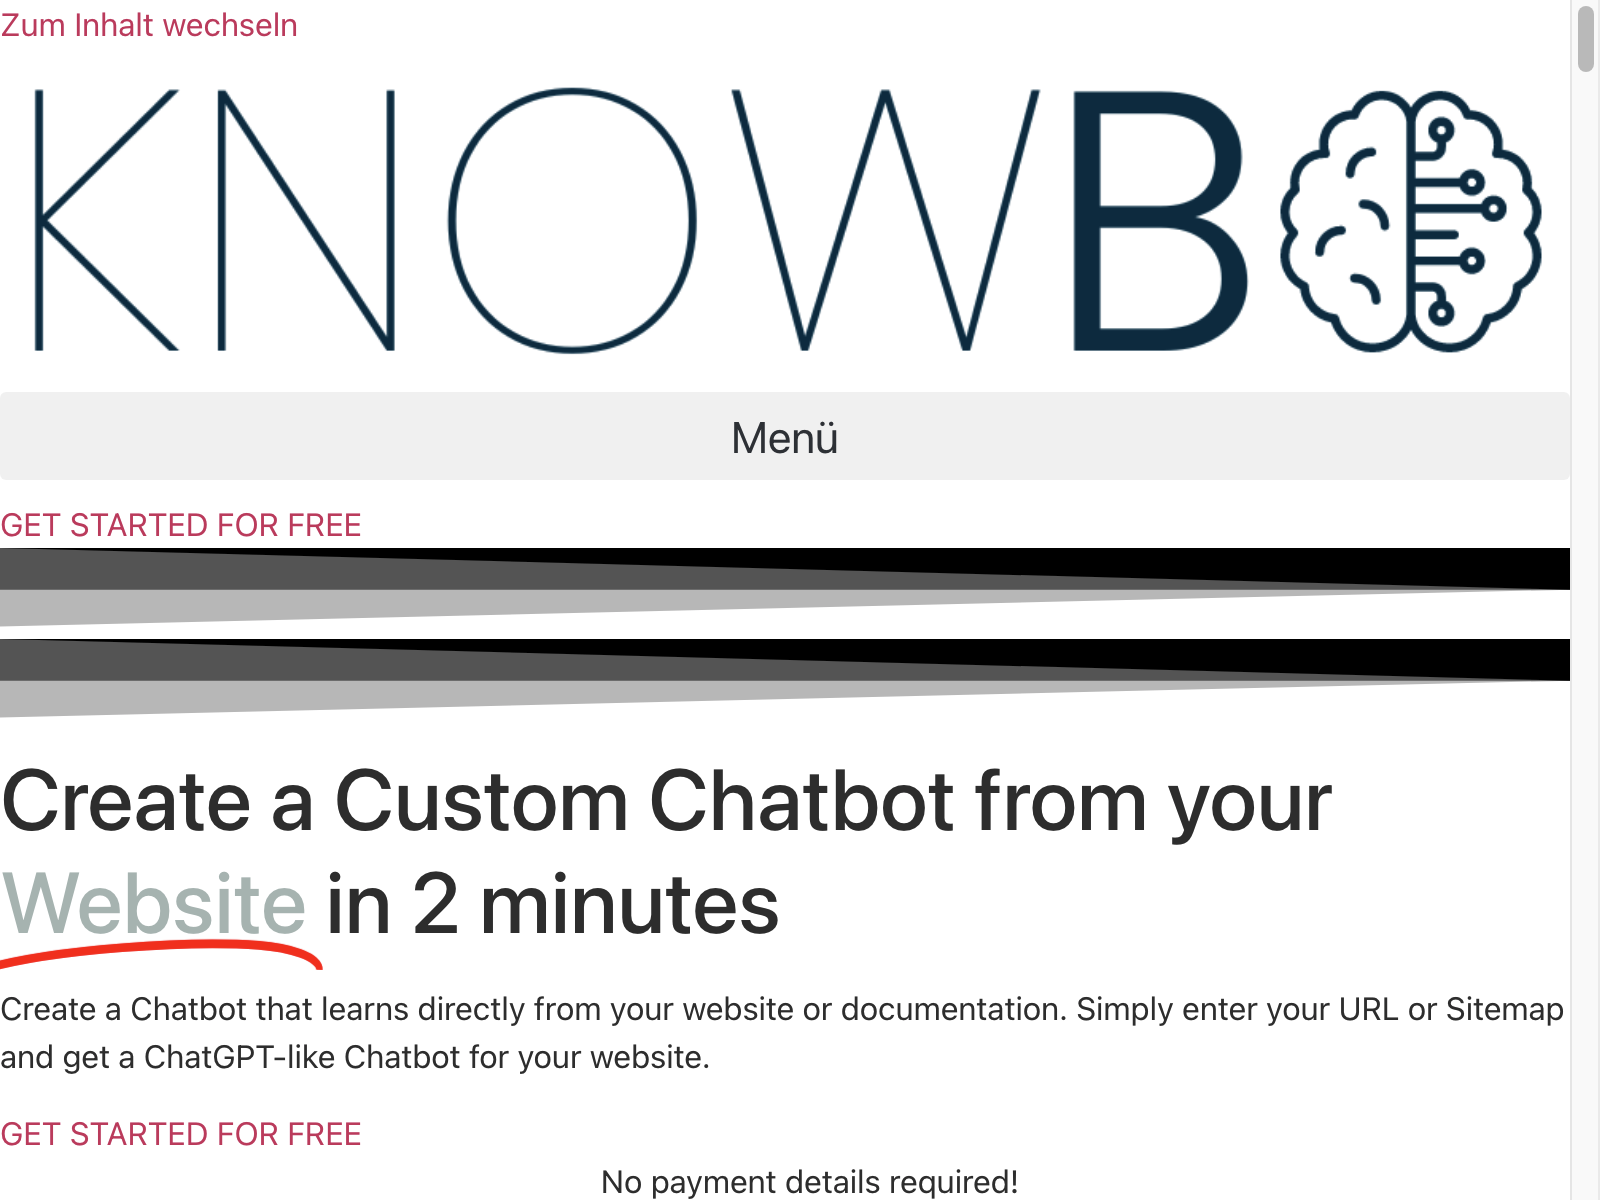 Zum Inhalt wechseln
KNOWB
Menü
GET STARTED FOR FREE
Create a Custom Chatbot from your
Website in 2 minutes
Create a Chatbot that learns directly from your website or documentation. Simply enter your URL or Sitemap
and get a ChatGPT-like Chatbot for your website.
GET STARTED FOR FREE
No payment details required!